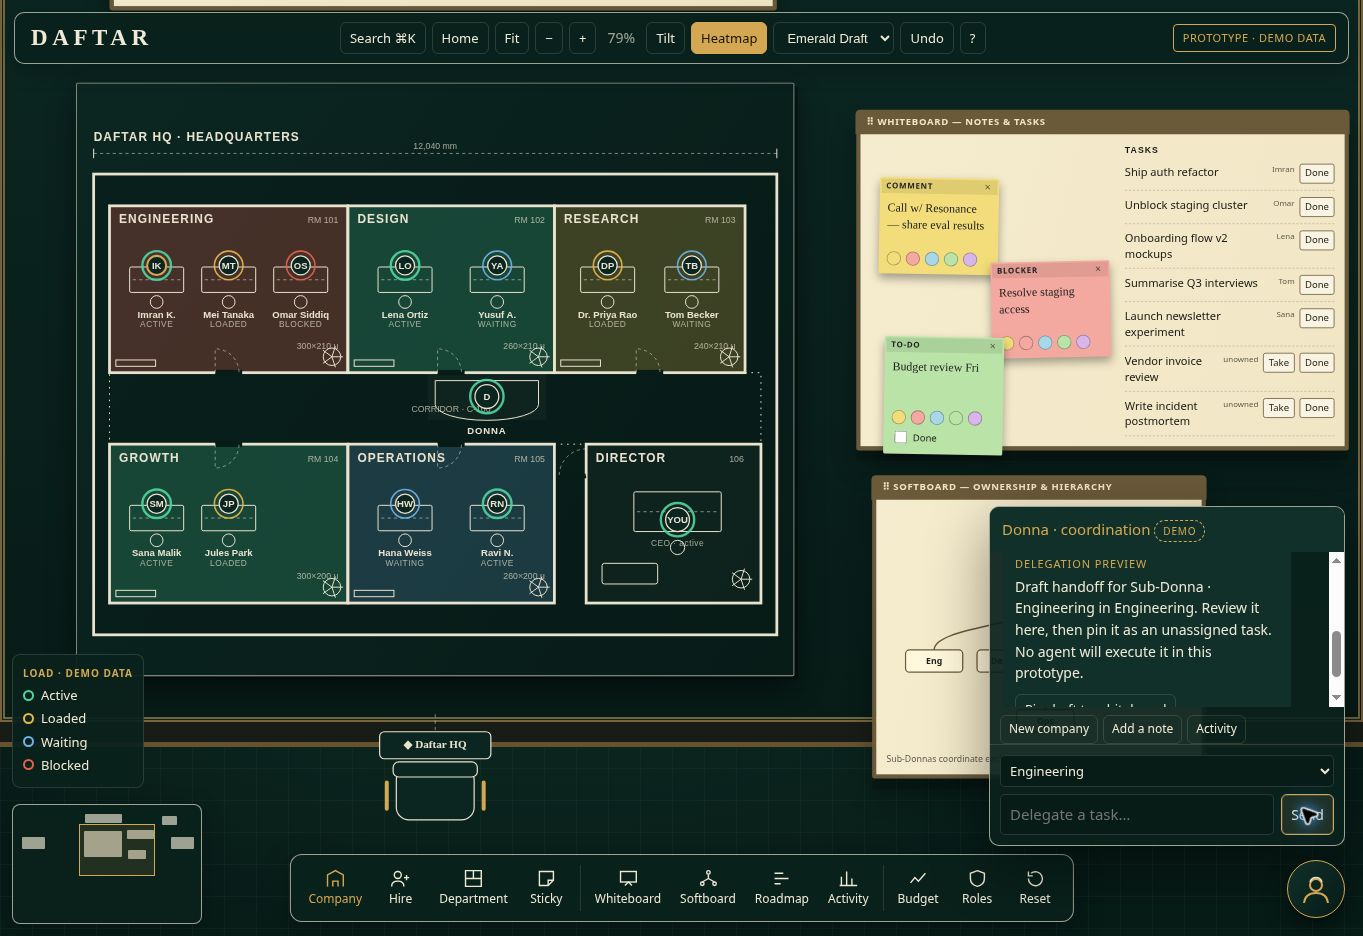 DAFTAR
Search ⌘K
Home
Fit
−
+
79%
Tilt
Heatmap
Emerald Draft
Undo
?
PROTOTYPE · DEMO DATA
DAFTAR HQ · HEADQUARTERS
12,040 mm
ENGINEERING
RM 101
IK
MT
OS
Imran K.
ACTIVE
Mei Tanaka
LOADED
Omar Siddiq
BLOCKED
DESIGN
RM 102
LO
YA
Lena Ortiz
ACTIVE
Yusuf A.
WAITING
260×210
RESEARCH
RM 103
DP
TB
Dr. Priya Rao
LOADED
Tom Becker
WAITING
240×210
300×210
D
CORRIDOR · C
DONNA
GROWTH
RM 104
SM
JP
Sana Malik
ACTIVE
Jules Park
LOADED
300×200
OPERATIONS
RM 105
HW
RN
Hana Weiss
WAITING
Ravi N.
ACTIVE
260×200
DIRECTOR
106
YOU
CEO · active
⠿ WHITEBOARD — NOTES & TASKS
COMMENT ×
Call w/ Resonance
— share eval results
BLOCKER ×
Resolve staging
access
TO-DO ×
Budget review Fri
Done
TASKS
Ship auth refactor Imran Done
Unblock staging cluster Omar Done
Onboarding flow v2
mockups Lena Done
Summarise Q3 interviews Tom Done
Launch newsletter
experiment Sana Done
Vendor invoice
review unowned Take Done
Write incident
postmortem unowned Take Done
⠿ SOFTBOARD — OWNERSHIP & HIERARCHY
Eng
Sub-Donnas coordinate
Donna · coordination DEMO
DELEGATION PREVIEW
Draft handoff for Sub-Donna ·
Engineering in Engineering. Review it
here, then pin it as an unassigned task.
No agent will execute it in this
prototype.
New company
Add a note
Activity
Engineering
Delegate a task…
Send
LOAD · DEMO DATA
Active
Loaded
Waiting
Blocked
◆ Daftar HQ
Company
Hire
Department
Sticky
Whiteboard
Softboard
Roadmap
Activity
Budget
Roles
Reset